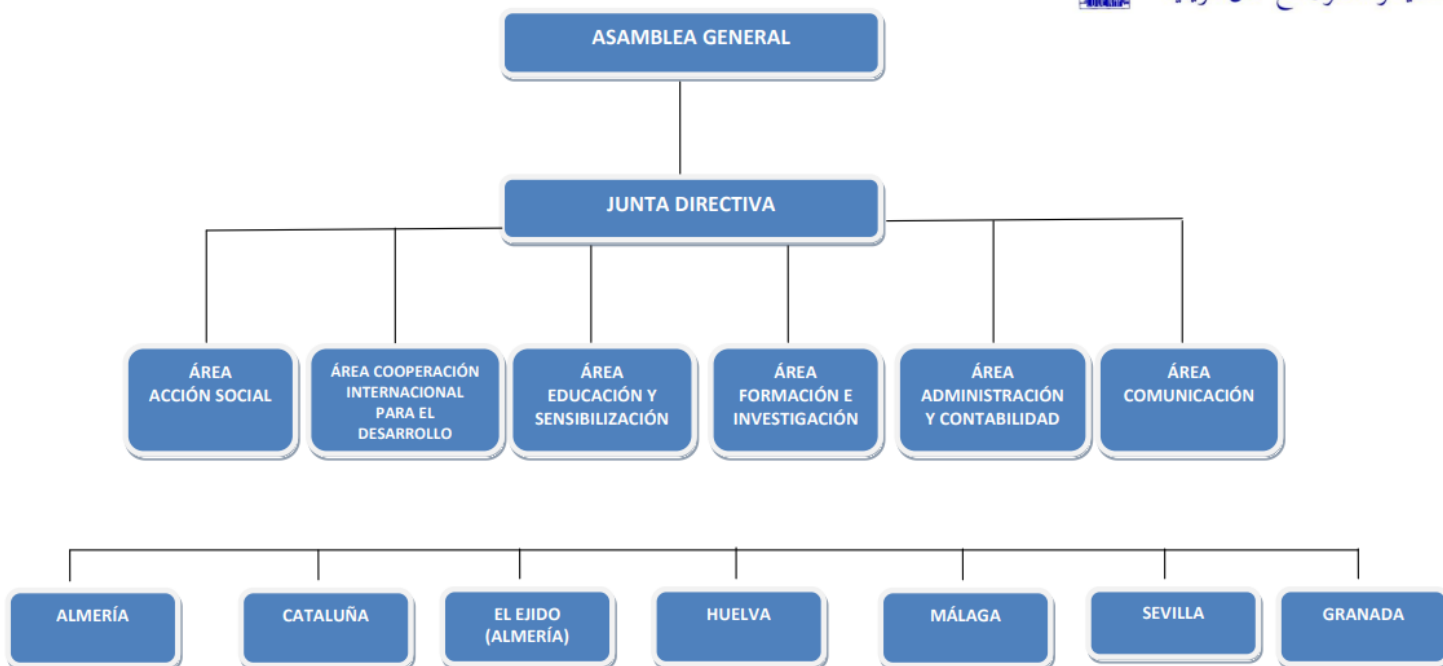 ASAMBLEA GENERAL
JUNTA DIRECTIVA
ÁREA
ACCIÓN SOCIAL
ÁREA COOPERACIÓN
INTERNACIONAL
PARA EL
DESARROLLO
ÁREA
EDUCACIÓN Y
SENSIBILIZACIÓN
ÁREA
FORMACIÓN E
INVESTIGACIÓN
ÁREA
ADMINISTRACIÓN
Y CONTABILIDAD
ÁREA
COMUNICACIÓN
ALMERÍA
CATALUÑA
EL EJIDO
(ALMERÍA)
HUELVA
MÁLAGA
SEVILLA
GRANADA